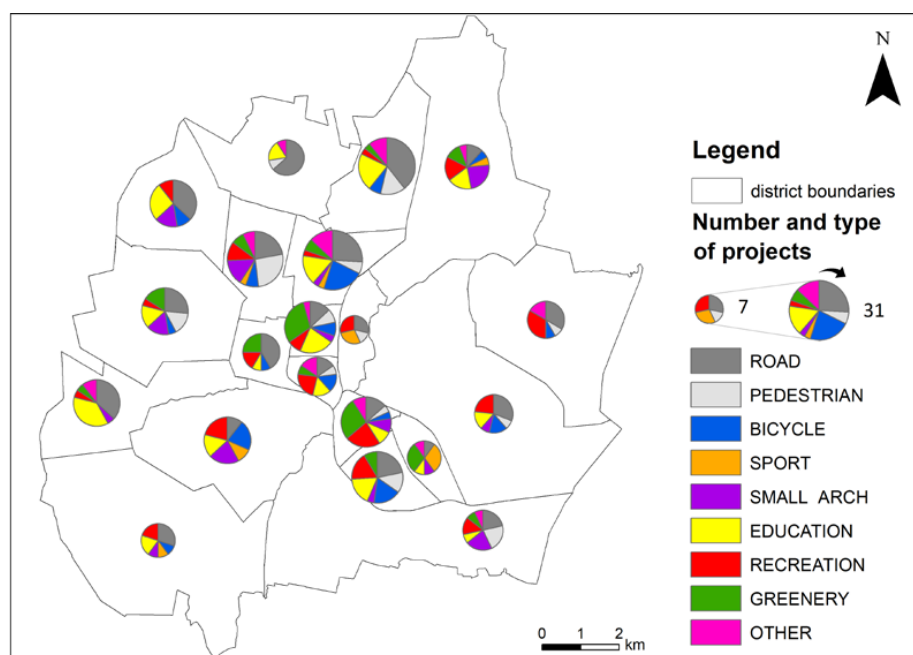 N
Legend
district boundaries
Number and type
of projects
7
31
ROAD
PEDESTRIAN
BICYCLE
SPORT
SMALL ARCH
EDUCATION
RECREATION
GREENERY
OTHER
0 1 2
km